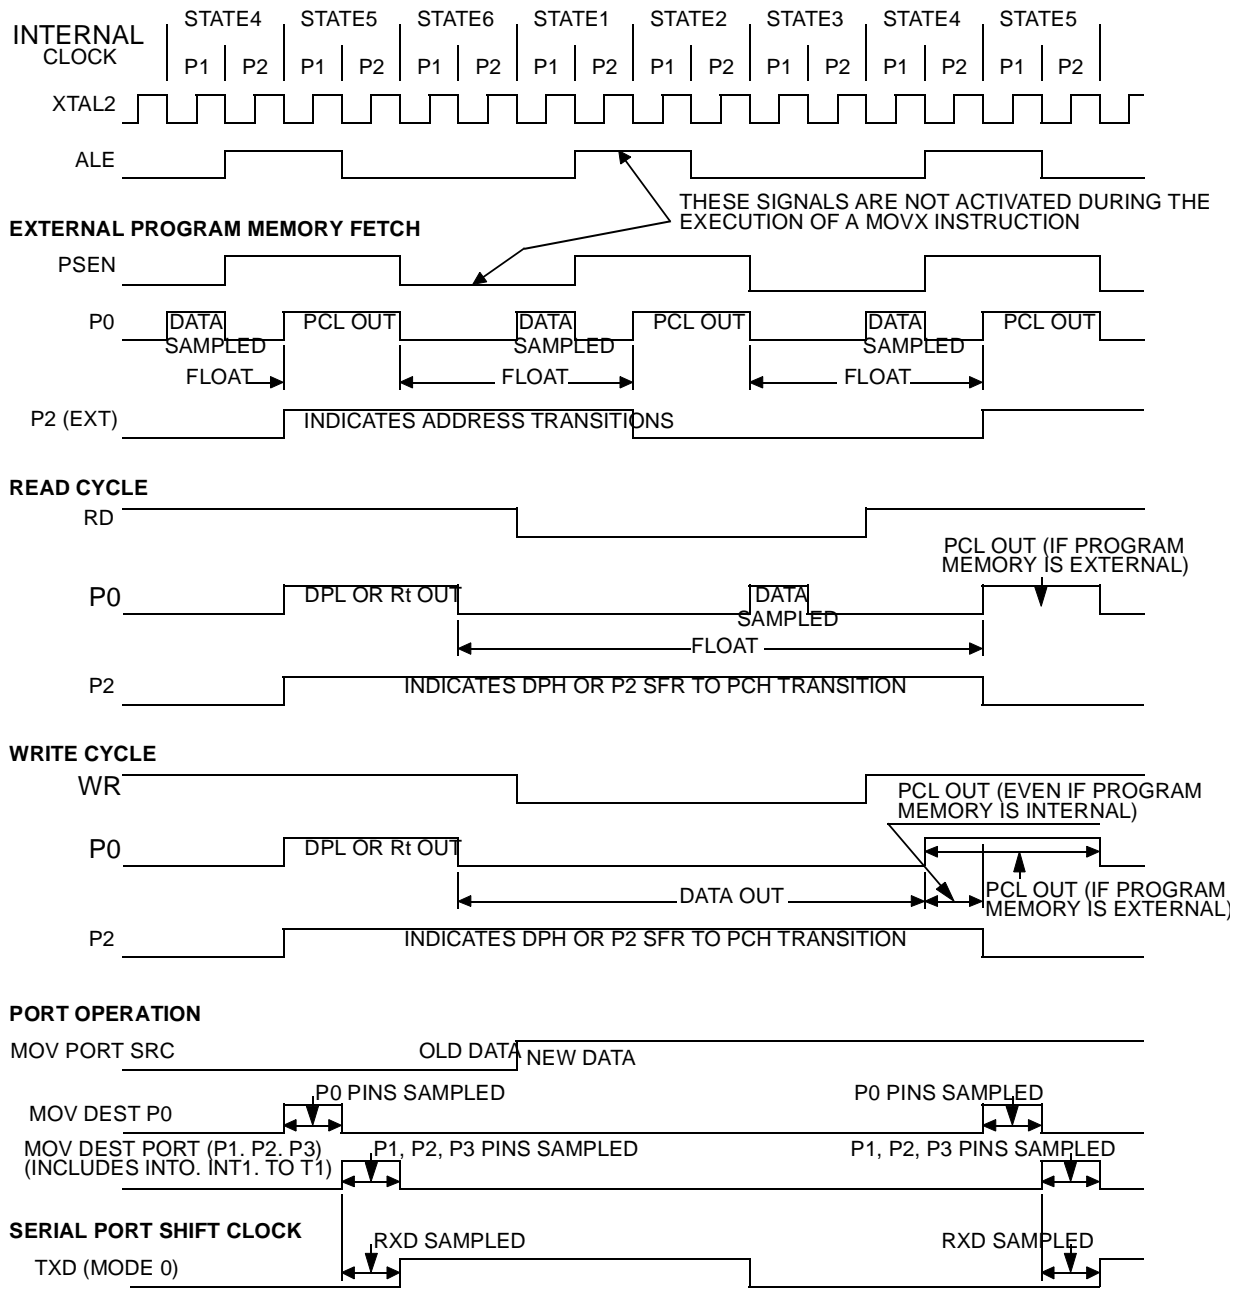 INTERNAL
CLOCK
STATE4 STATE5 STATE6 STATE1 STATE2 STATE3 STATE4 STATE5
P1 P2 P1 P2 P1 P2 P1 P2 P1 P2 P1 P2 P1 P2 P1 P2
XTAL2
ALE
THESE SIGNALS ARE NOT ACTIVATED DURING THE
EXECUTION OF A MOVX INSTRUCTION
EXTERNAL PROGRAM MEMORY FETCH
PSEN
P0
DATA
SAMPLED
PCL OUT
DATA
SAMPLED
PCL OUT
DATA
SAMPLED
PCL OUT
FLOAT FLOAT FLOAT
P2 (EXT)
INDICATES ADDRESS TRANSITIONS
READ CYCLE
RD
PCL OUT (IF PROGRAM
MEMORY IS EXTERNAL)
P0
DPL OR Rt OUT
DATA
SAMPLED
FLOAT
P2
INDICATES DPH OR P2 SFR TO PCH TRANSITION
WRITE CYCLE
WR
PCL OUT (EVEN IF PROGRAM
MEMORY IS INTERNAL)
P0
DPL OR Rt OUT
DATA OUT
PCL OUT (IF PROGRAM
MEMORY IS EXTERNAL)
P2
INDICATES DPH OR P2 SFR TO PCH TRANSITION
PORT OPERATION
MOV PORT SRC
OLD DATA
NEW DATA
P0 PINS SAMPLED
P0 PINS SAMPLED
MOV DEST P0
MOV DEST PORT (P1. P2. P3)
(INCLUDES INTO. INT1. TO T1)
P1, P2, P3 PINS SAMPLED
P1, P2, P3 PINS SAMPLED
SERIAL PORT SHIFT CLOCK
RXD SAMPLED
RXD SAMPLED
TXD (MODE 0)